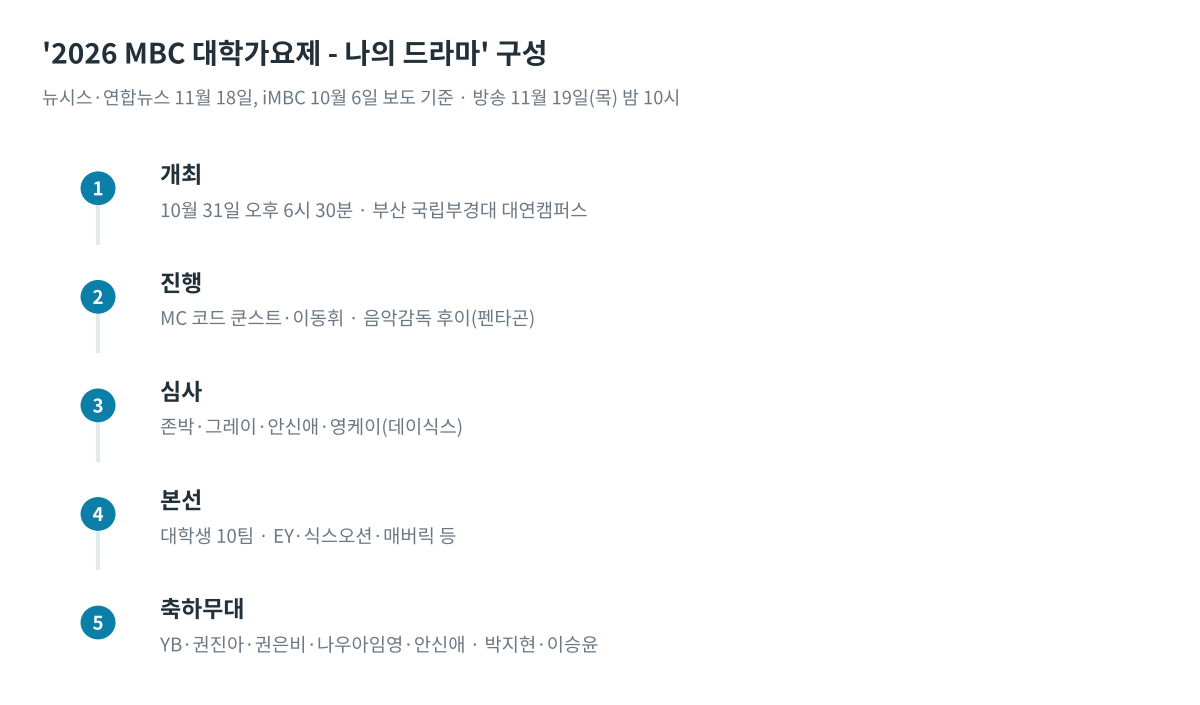 '2026 MBC 대학가요제 - 나의 드라마' 구성
뉴시스·연합뉴스 11월 18일, iMBC 10월 6일 보도 기준 · 방송 11월 19일(목) 밤 10시
1
개최
10월 31일 오후 6시 30분 · 부산 국립부경대 대연캠퍼스
2
진행
MC 코드 쿤스트·이동휘 · 음악감독 후이(펜타곤)
3
심사
존박·그레이·안신애·영케이(데이식스)
4
본선
대학생 10팀 · EY·식스오션·매버릭 등
5
축하무대
YB·권진아·권은비·나우아임영·안신애 · 박지현·이승윤